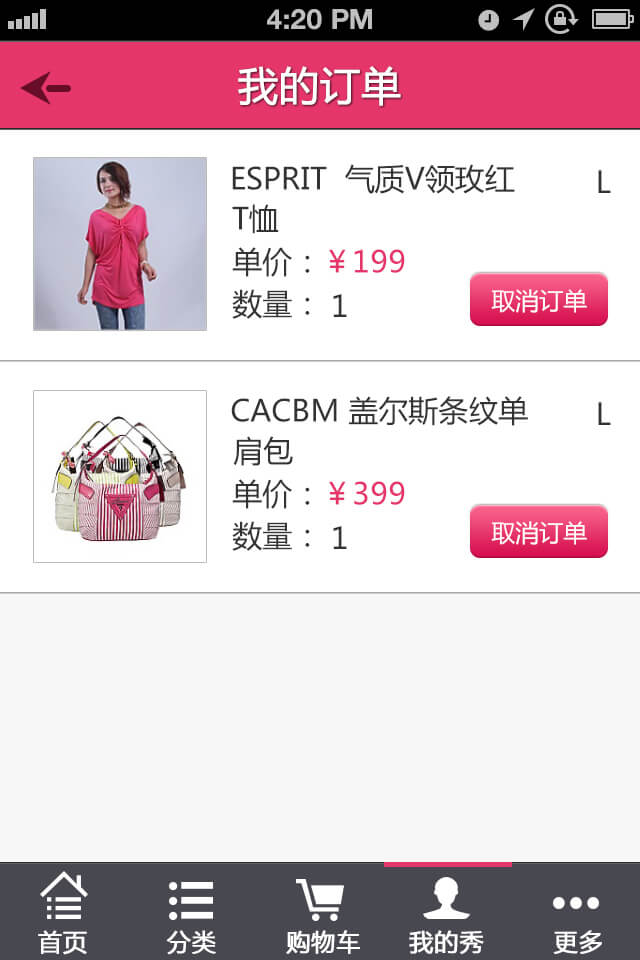 4:20 PM
我的订单
ESPRIT 气质V领玫红 L
T恤
单价：￥199
数量：1
取消订单
CACBM 盖尔斯条纹单 L
肩包
单价：￥399
数量：1
取消订单
首页 分类 购物车 我的秀 更多